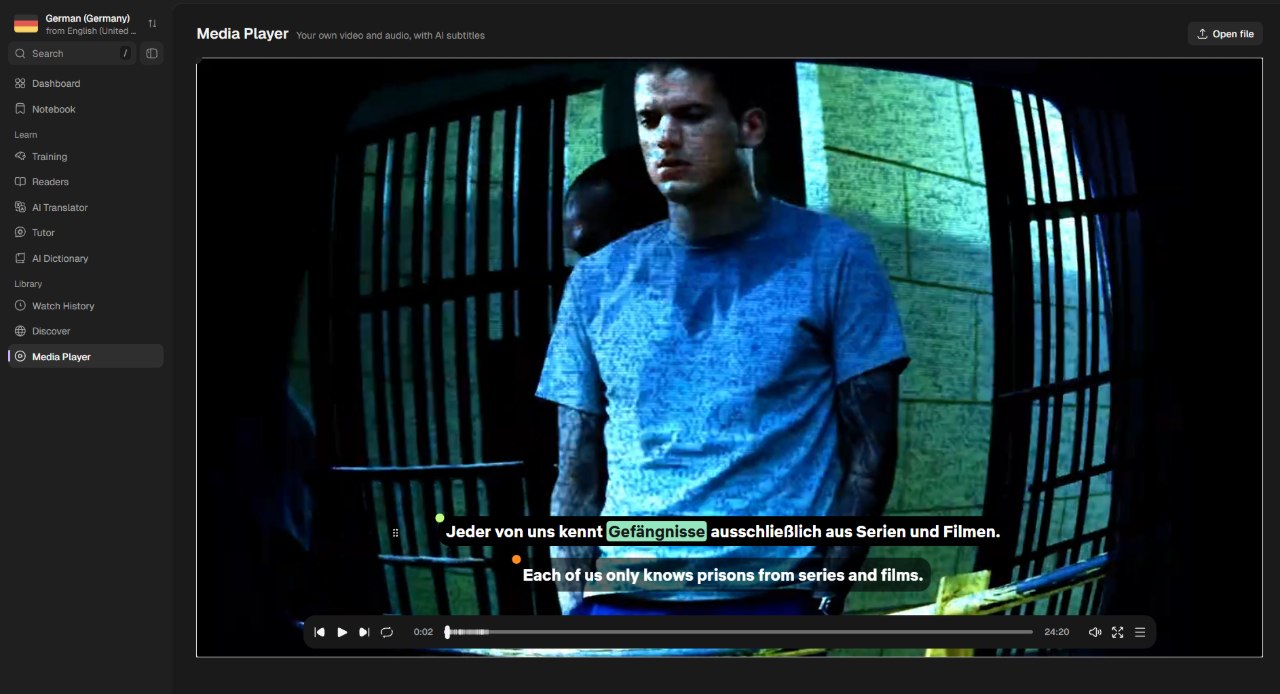 German (Germany)
from English (United ...
Search /
Dashboard
Notebook
Learn
Training
Readers
AI Translator
Tutor
AI Dictionary
Library
Watch History
Discover
Media Player
Media Player Your own video and audio, with AI subtitles
Open file
Jeder von uns kennt Gefängnisse ausschließlich aus Serien und Filmen.
Each of us only knows prisons from series and films.
0:02 24:20